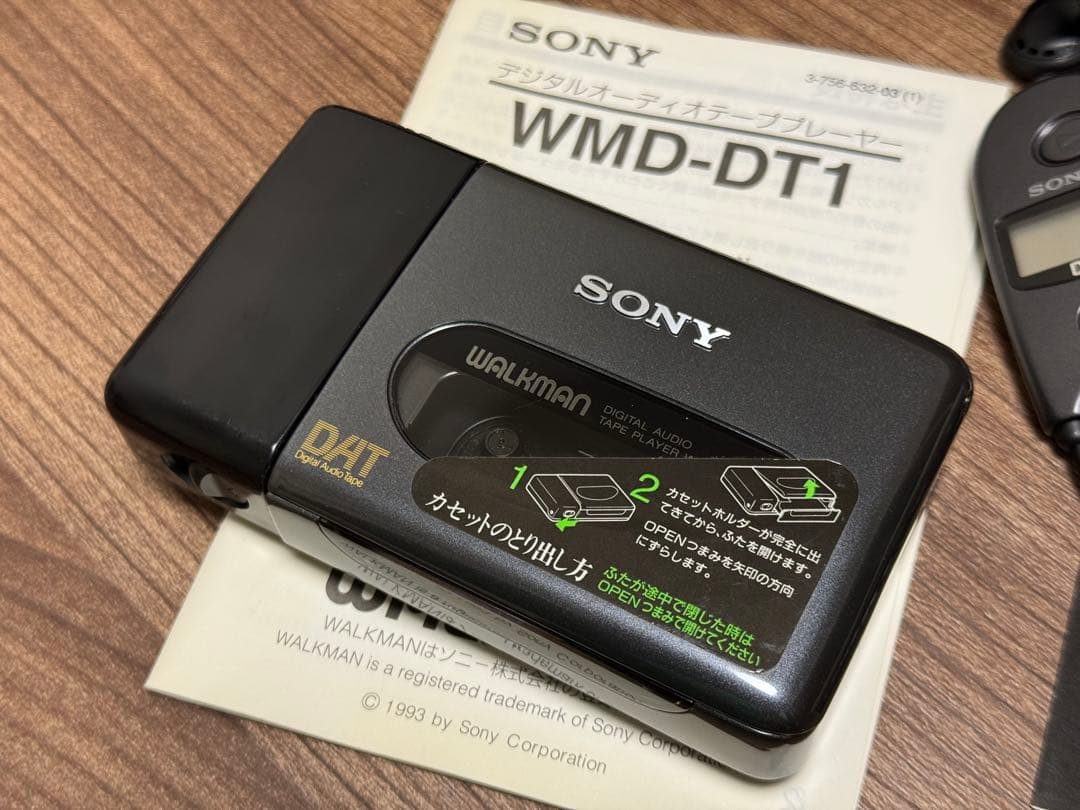 SONY
3-756-632-03 (1)
デジタルオーディオテーププレーヤー
WMD-DT1
SONY
WALKMAN
DIGITAL AUDIO
TAPE PLAYER
DAT
Digital Audio Tape
1
カセットのとり出し方
2
カセットホルダーが完全に出
てきてから、ふたを開けます。
OPENつまみを矢印の方向
にずらします。
ふたが途中で閉じた時は
OPENつまみで開けてください
WALKMANはソニー株式会社の
WALKMAN is a registered trademark of Sony Corporation
© 1993 by Sony Corporation
SONY